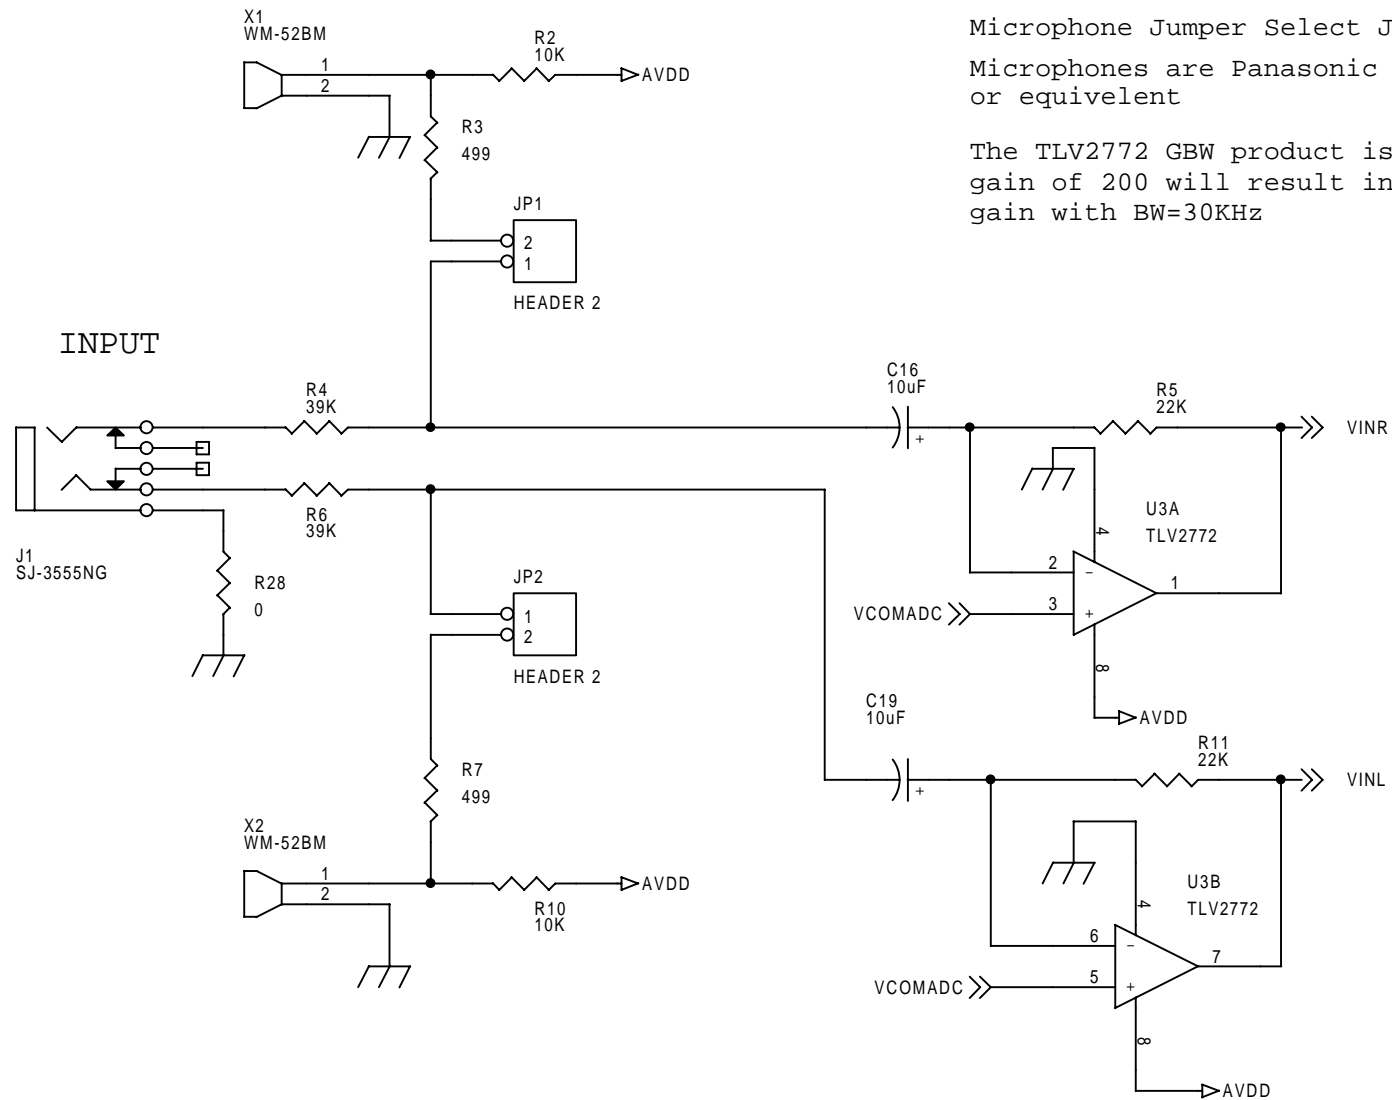 X1
WM-52BM
1
2
R2
10K
AVDD
R3
499
JP1
2
1
HEADER 2
Microphone Jumper Select J
Microphones are Panasonic
or equivelent
The TLV2772 GBW product is
gain of 200 will result in
gain with BW=30KHz
INPUT
R4
39K
R6
39K
J1
SJ-3555NG
R28
0
C16
10uF
+
R5
22K
VINR
U3A
TLV2772
4
2
-
1
VCOMADC
3
+
8
AVDD
JP2
1
2
HEADER 2
C19
10uF
+
R11
22K
VINL
R7
499
X2
WM-52BM
1
2
R10
10K
AVDD
U3B
TLV2772
4
6
-
7
VCOMADC
5
+
8
AVDD